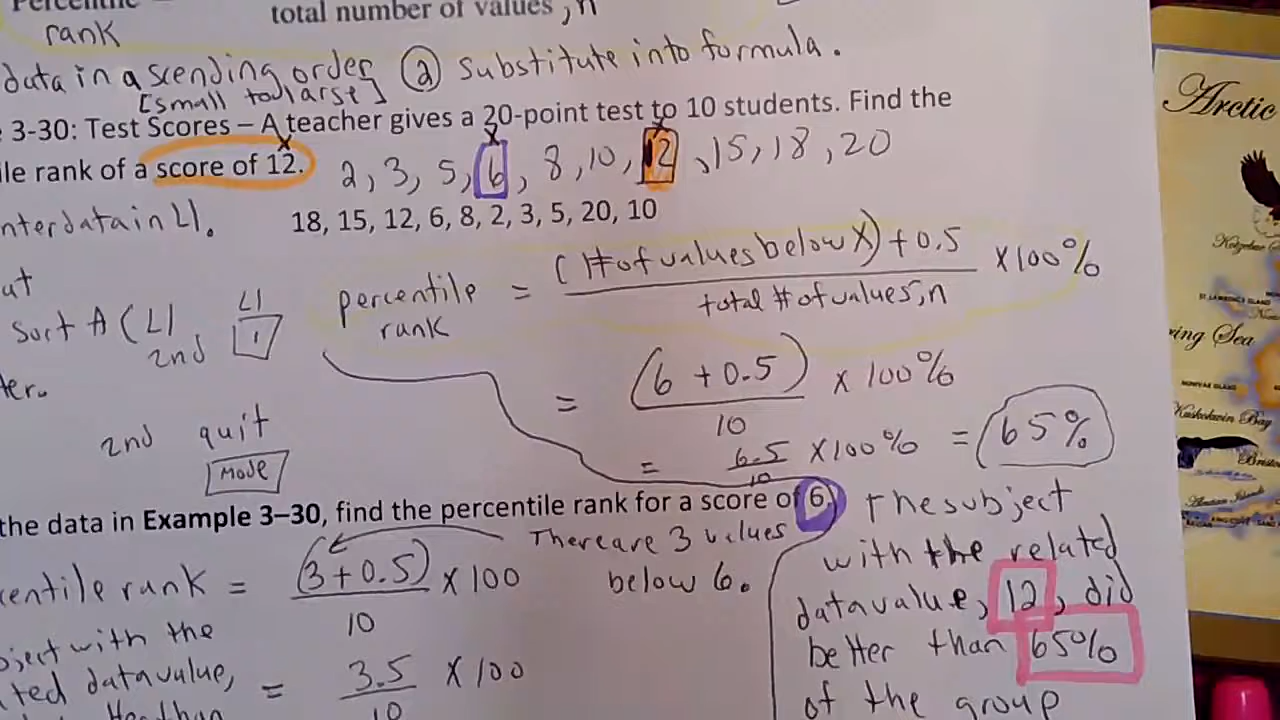 rank
total number of values, n
data in ascending order ② Substitute into formula.
[small to large]
3-30: Test Scores – A teacher gives a 20-point test to 10 students. Find the
le rank of a score of 12.
x
x
x
2, 3, 5, 6, 8, 10, 12, 15, 18, 20
nter data in L1.
18, 15, 12, 6, 8, 2, 3, 5, 20, 10
percentile rank = (# of values below X) + 0.5 x 100%
total # of values, n
Sort A (L1
L1
2nd 1
= (6 + 0.5) x 100%
10
2nd quit
MODE
= 6.5 x 100% = 65%
10
the data in Example 3–30, find the percentile rank for a score of 6.
There are 3 values
below 6.
centile rank = (3 + 0.5) x 100
10
bject with the
ted data value,
= 3.5 x 100
10
The subject
with the related
data value, 12, did
better than 65%
of the group
Arctic
ring Sea
Kuskokwim Bay